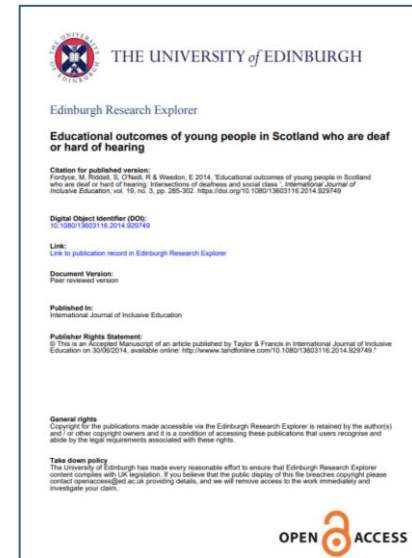 THE UNIVERSITY of EDINBURGH
Edinburgh Research Explorer
Educational outcomes of young people in Scotland who are deaf
or hard of hearing
Citation for published version:
Fordyce, M, Riddell, S, O'Neill, R & Weedon, E 2014, 'Educational outcomes of young people in Scotland
who are deaf or hard of hearing: Intersections of deafness and social class ', International Journal of
Inclusive Education, vol. 19, no. 3, pp. 285-302. https://doi.org/10.1080/13603116.2014.929749
Digital Object Identifier (DOI):
10.1080/13603116.2014.929749
Link:
Link to publication record in Edinburgh Research Explorer
Document Version:
Peer reviewed version
Published In:
International Journal of Inclusive Education
Publisher Rights Statement:
© This is an Accepted Manuscript of an article published by Taylor & Francis in International Journal of Inclusive
Education on 30/06/2014, available online: http://wwww.tandfonline.com/10.1080/13603116.2014.929749."
General rights
Copyright for the publications made accessible via the Edinburgh Research Explorer is retained by the author(s)
and / or other copyright owners and it is a condition of accessing these publications that users recognise and
abide by the legal requirements associated with these rights.
Take down policy
The University of Edinburgh has made every reasonable effort to ensure that Edinburgh Research Explorer
content complies with UK legislation. If you believe that the public display of this file breaches copyright please
contact openaccess@ed.ac.uk providing details, and we will remove access to the work immediately and
investigate your claim.
OPEN ACCESS